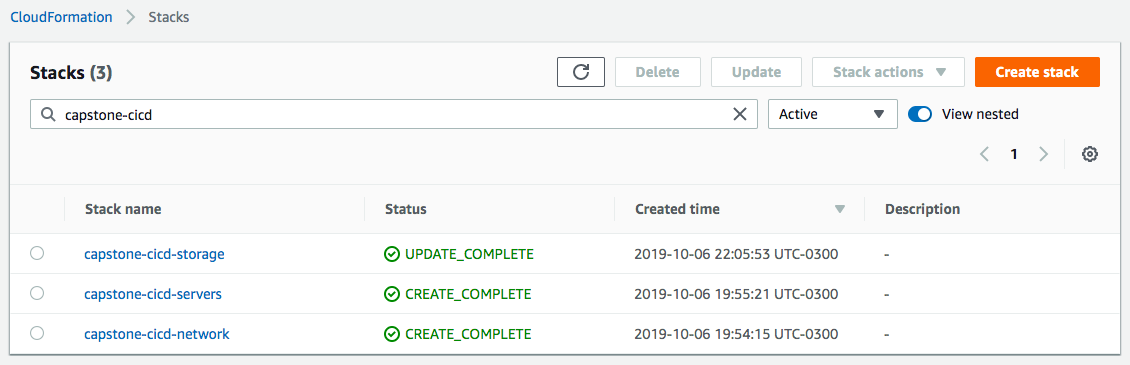 CloudFormation > Stacks
Stacks (3) Delete Update Stack actions Create stack
capstone-cicd Active View nested
1
Stack name Status Created time Description
capstone-cicd-storage UPDATE_COMPLETE 2019-10-06 22:05:53 UTC-0300 -
capstone-cicd-servers CREATE_COMPLETE 2019-10-06 19:55:21 UTC-0300 -
capstone-cicd-network CREATE_COMPLETE 2019-10-06 19:54:15 UTC-0300 -